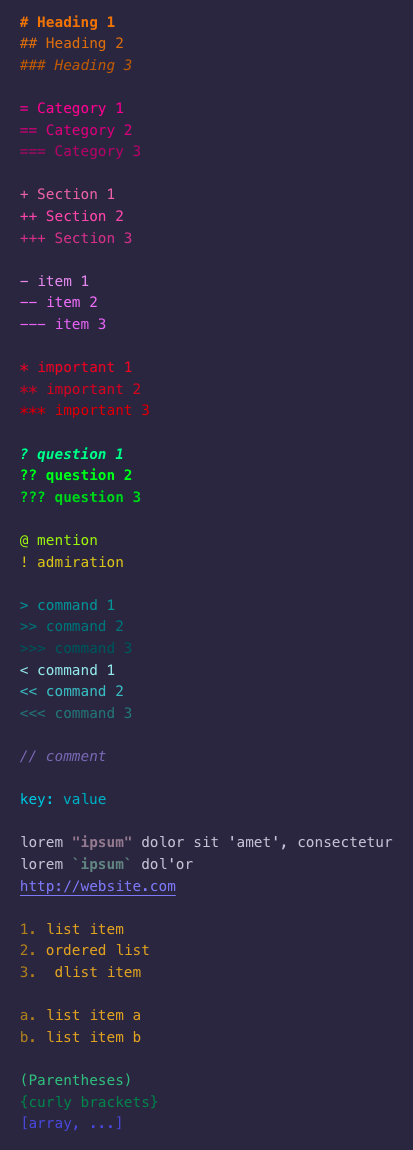 # Heading 1
## Heading 2
### Heading 3
= Category 1
== Category 2
=== Category 3
+ Section 1
++ Section 2
+++ Section 3
- item 1
-- item 2
--- item 3
* important 1
** important 2
*** important 3
? question 1
?? question 2
??? question 3
@ mention
! admiration
> command 1
>> command 2
>>> command 3
< command 1
<< command 2
<<< command 3
// comment
key: value
lorem "ipsum" dolor sit 'amet', consectetur
lorem `ipsum` dol'or
http://website.com
1. list item
2. ordered list
3.  dlist item
a. list item a
b. list item b
(Parentheses)
{curly brackets}
[array, ...]